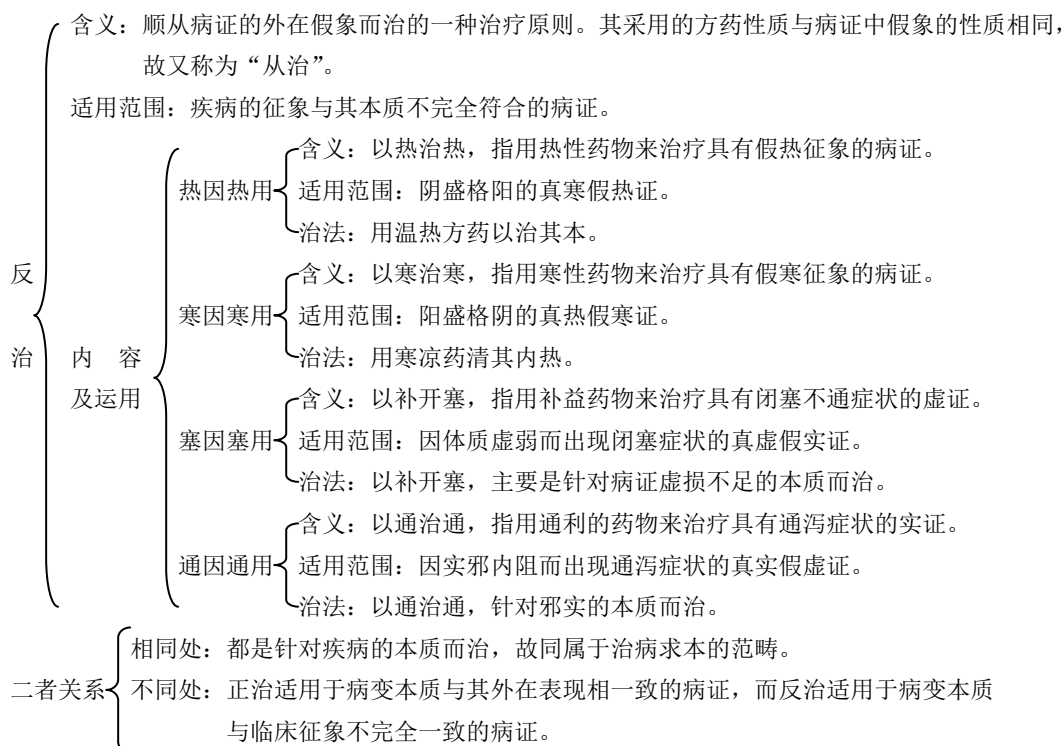 含义：顺从病证的外在假象而治的一种治疗原则。其采用的方药性质与病证中假象的性质相同，
故又称为“从治”。
适用范围：疾病的征象与其本质不完全符合的病证。
含义：以热治热，指用热性药物来治疗具有假热征象的病证。
热因热用 适用范围：阴盛格阳的真寒假热证。
治法：用温热方药以治其本。
反 含义：以寒治寒，指用寒性药物来治疗具有假寒征象的病证。
寒因寒用 适用范围：阳盛格阴的真热假寒证。
治 内 容 治法：用寒凉药清其内热。
及运用 含义：以补开塞，指用补益药物来治疗具有闭塞不通症状的虚证。
塞因塞用 适用范围：因体质虚弱而出现闭塞症状的真虚假实证。
治法：以补开塞，主要是针对病证虚损不足的本质而治。
含义：以通治通，指用通利的药物来治疗具有通泻症状的实证。
通因通用 适用范围：因实邪内阻而出现通泻症状的真实假虚证。
治法：以通治通，针对邪实的本质而治。
相同处：都是针对疾病的本质而治，故同属于治病求本的范畴。
二者关系 不同处：正治适用于病变本质与其外在表现相一致的病证，而反治适用于病变本质
与临床征象不完全一致的病证。